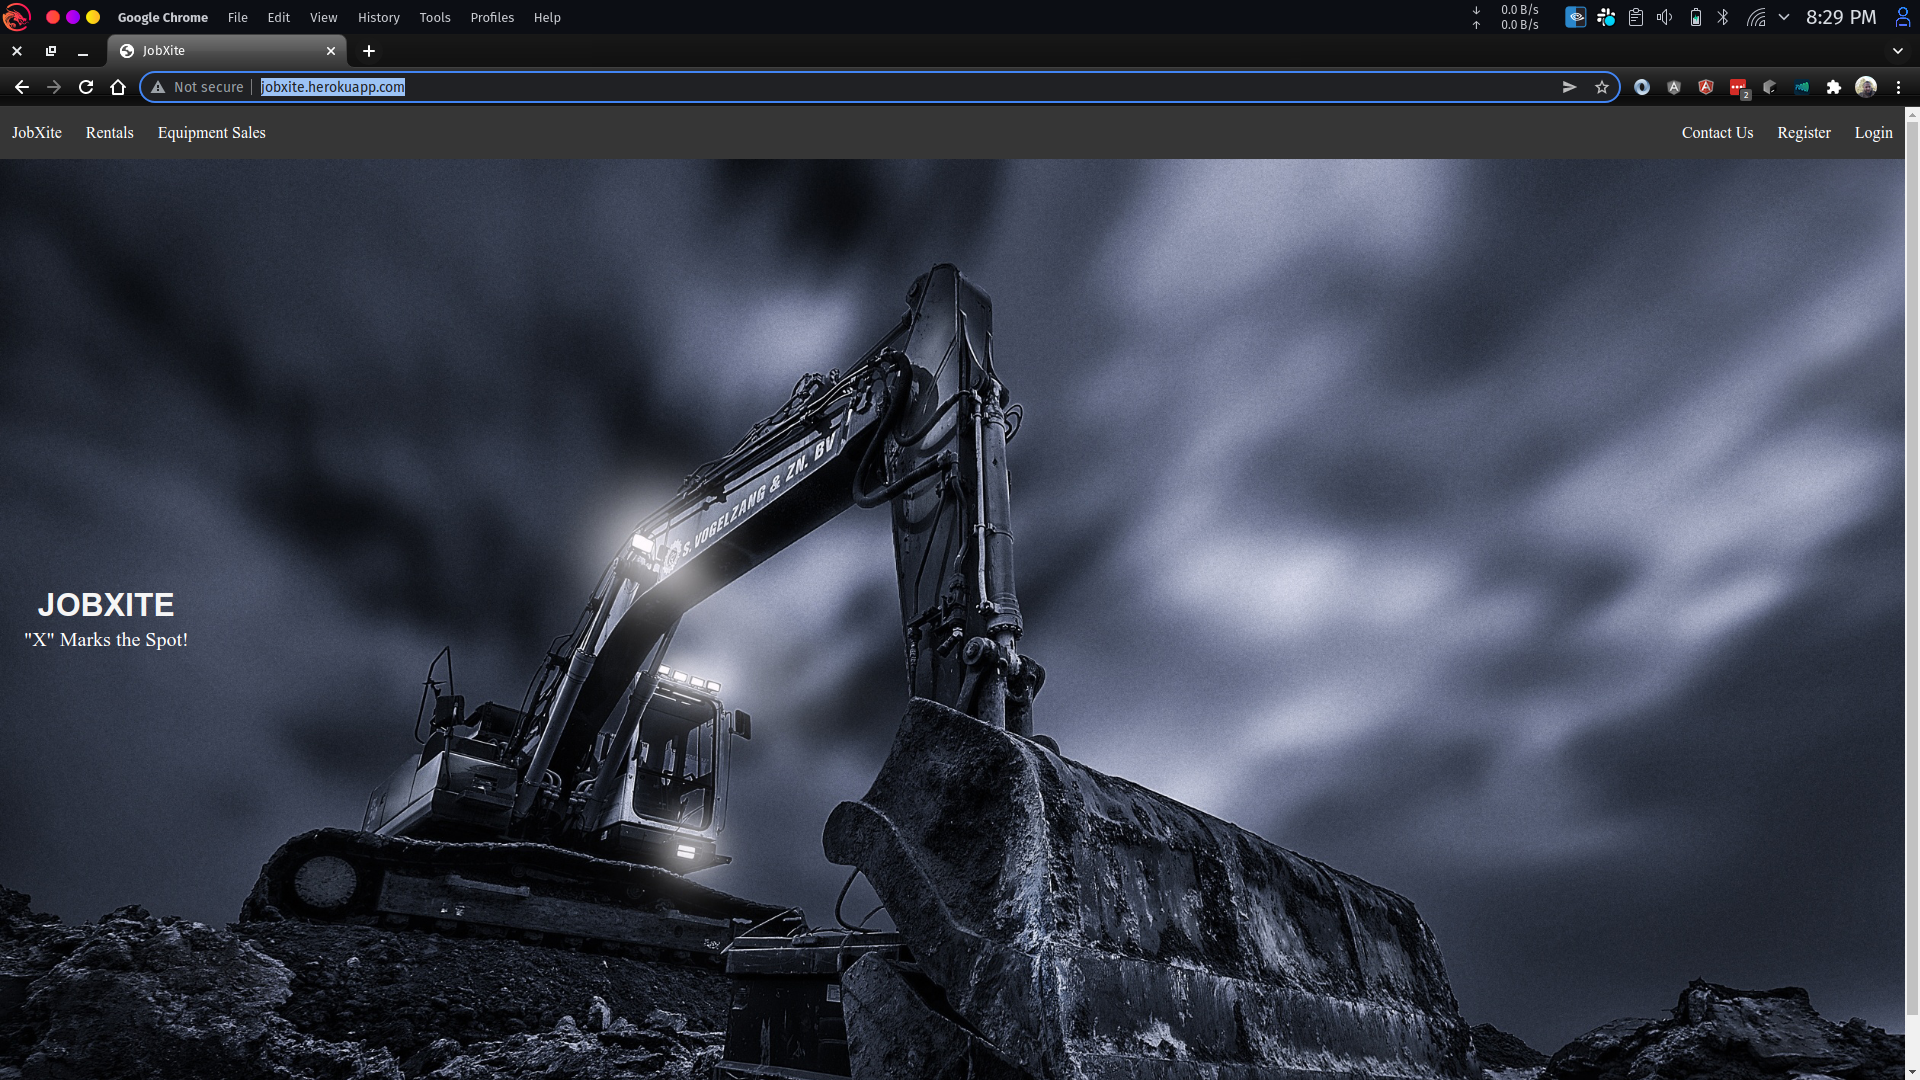 Google Chrome File Edit View History Tools Profiles Help
0.0 B/s
0.0 B/s
8:29 PM
JobXite
Not secure jobxite.herokuapp.com
2
JobXite Rentals Equipment Sales Contact Us Register Login
S. VOGELZANG & ZN. BV
JOBXITE
"X" Marks the Spot!